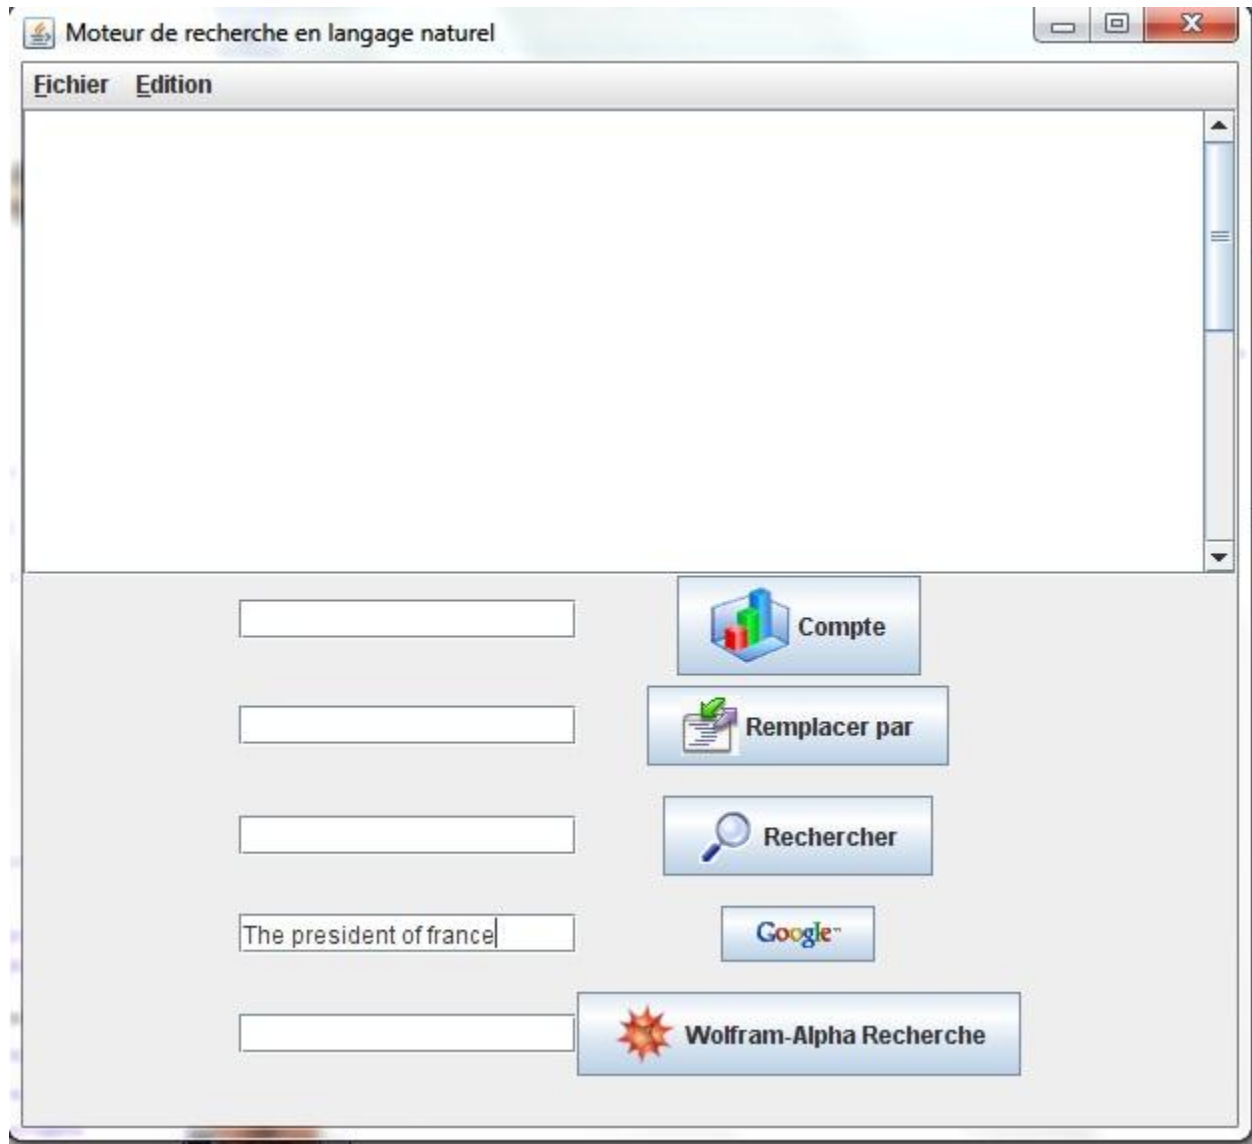 Moteur de recherche en langage naturel
Fichier Edition
Compte
Remplacer par
Rechercher
The president of france
Google™
Wolfram-Alpha Recherche